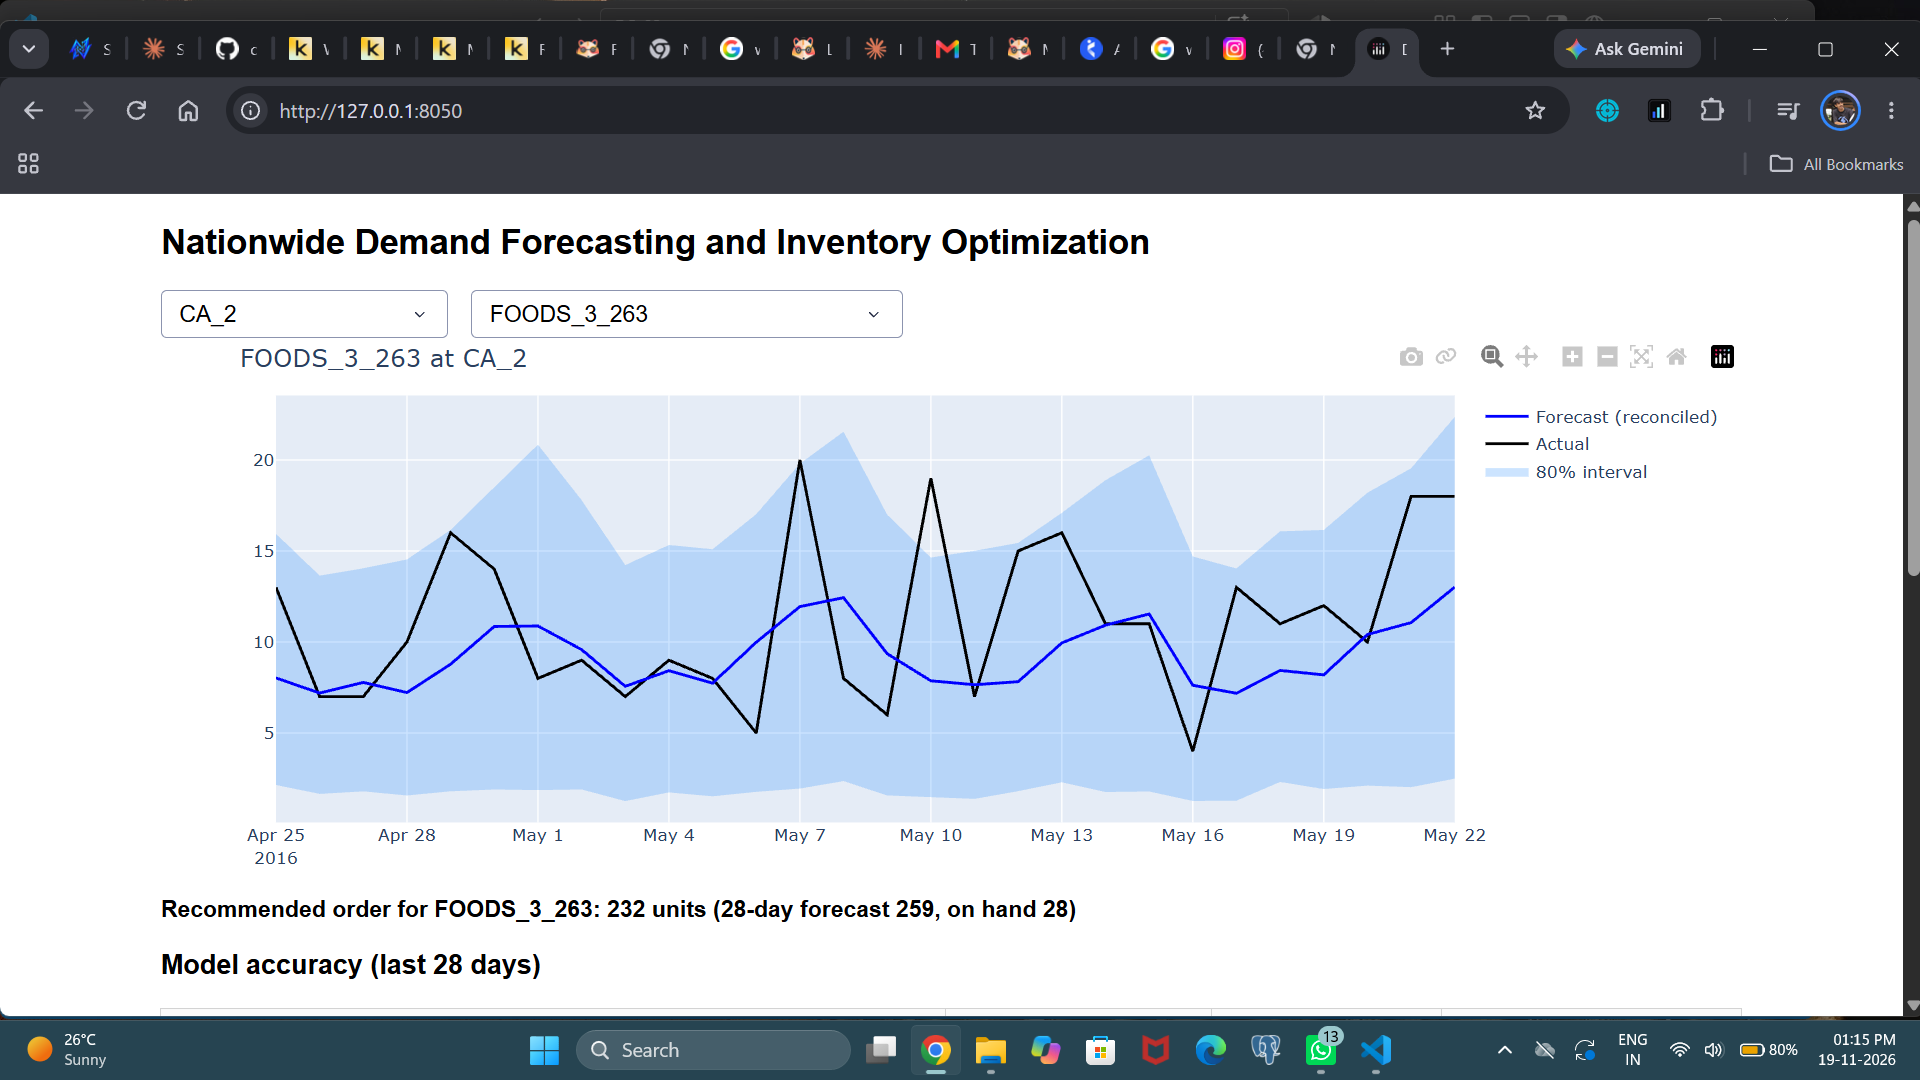 S
S
c
V
M
M
F
F
N
v
L
I
T
M
A
v
(
N
D
Ask Gemini
http://127.0.0.1:8050
All Bookmarks
Nationwide Demand Forecasting and Inventory Optimization
CA_2
FOODS_3_263
FOODS_3_263 at CA_2
Forecast (reconciled)
Actual
80% interval
20
15
10
5
Apr 25
2016
Apr 28
May 1
May 4
May 7
May 10
May 13
May 16
May 19
May 22
Recommended order for FOODS_3_263: 232 units (28-day forecast 259, on hand 28)
Model accuracy (last 28 days)
26°C
Sunny
Search
13
ENG
IN
80%
01:15 PM
19-11-2026